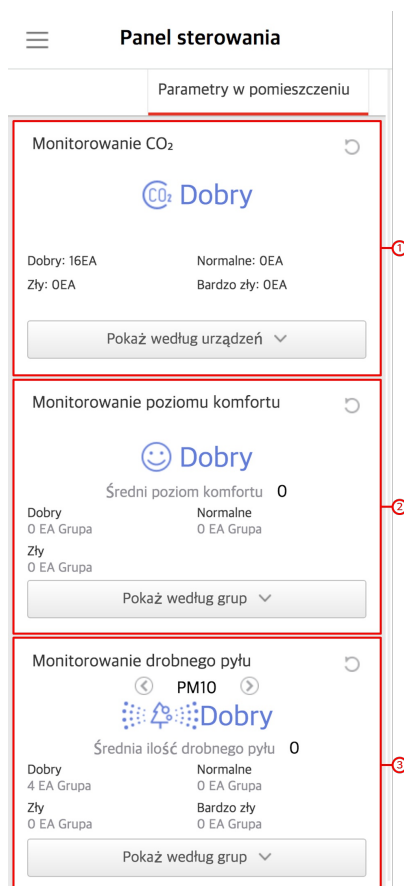 Panel sterowania
Parametry w pomieszczeniu
Monitorowanie CO₂
CO₂ Dobry
Dobry: 16EA Normalne: 0EA
Zły: 0EA Bardzo zły: 0EA
Pokaż według urządzeń
1
Monitorowanie poziomu komfortu
Dobry
Średni poziom komfortu 0
Dobry Normalne
0 EA Grupa 0 EA Grupa
Zły
0 EA Grupa
Pokaż według grup
2
Monitorowanie drobnego pyłu
PM10
Dobry
Średnia ilość drobnego pyłu 0
Dobry Normalne
4 EA Grupa 0 EA Grupa
Zły Bardzo zły
0 EA Grupa 0 EA Grupa
Pokaż według grup
3